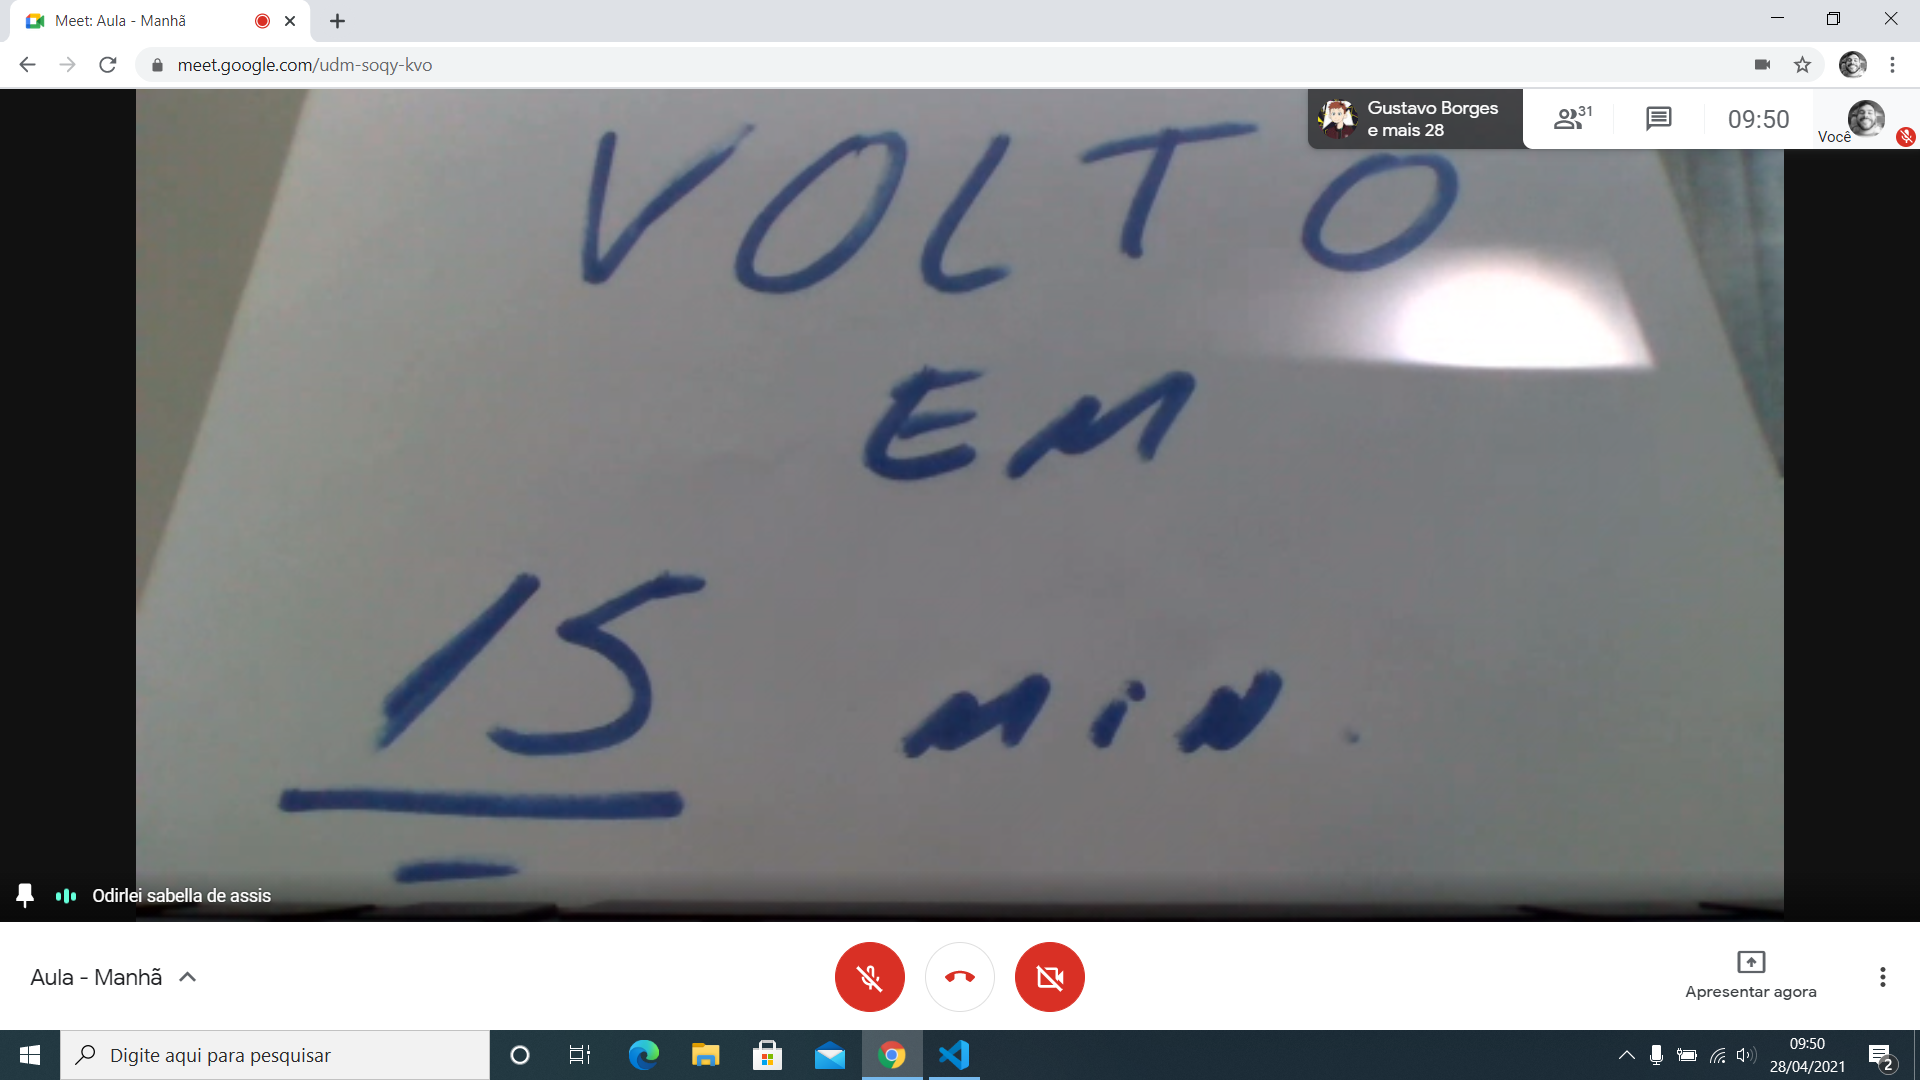 Meet: Aula - Manhã
meet.google.com/udm-soqy-kvo
Gustavo Borges
e mais 28
31
09:50
Você
VOLTO
EM
15 MIN.
Odirlei sabella de assis
Aula - Manhã
Apresentar agora
Digite aqui para pesquisar
09:50
28/04/2021
2